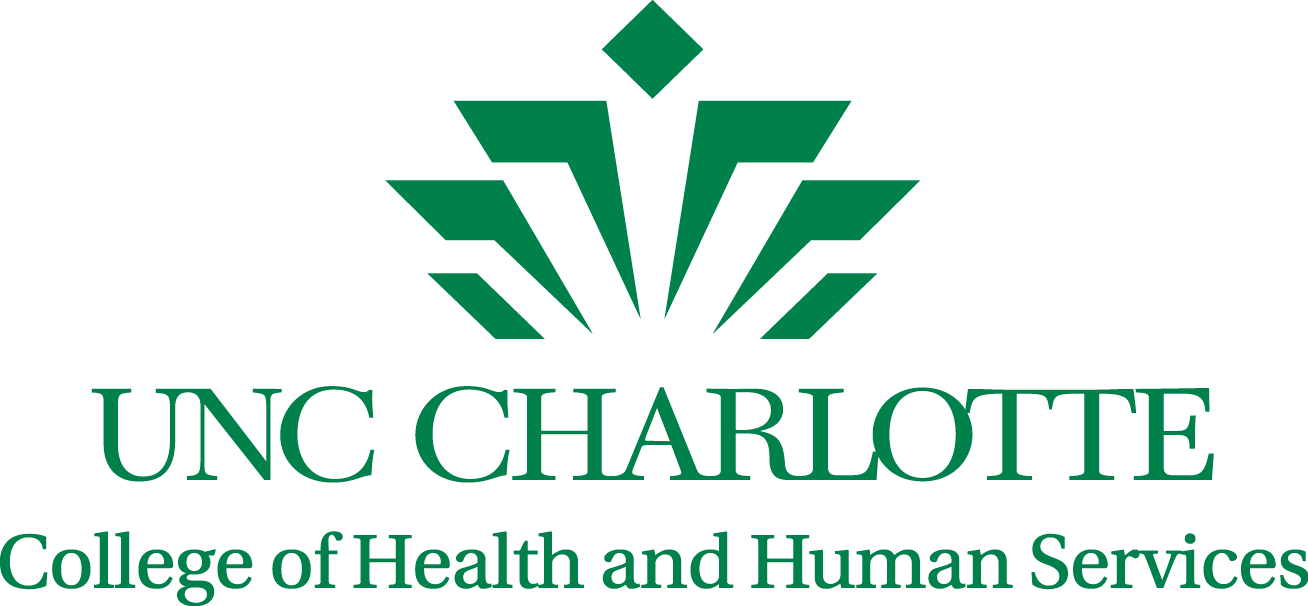 UNC CHARLOTTE
College of Health and Human Services